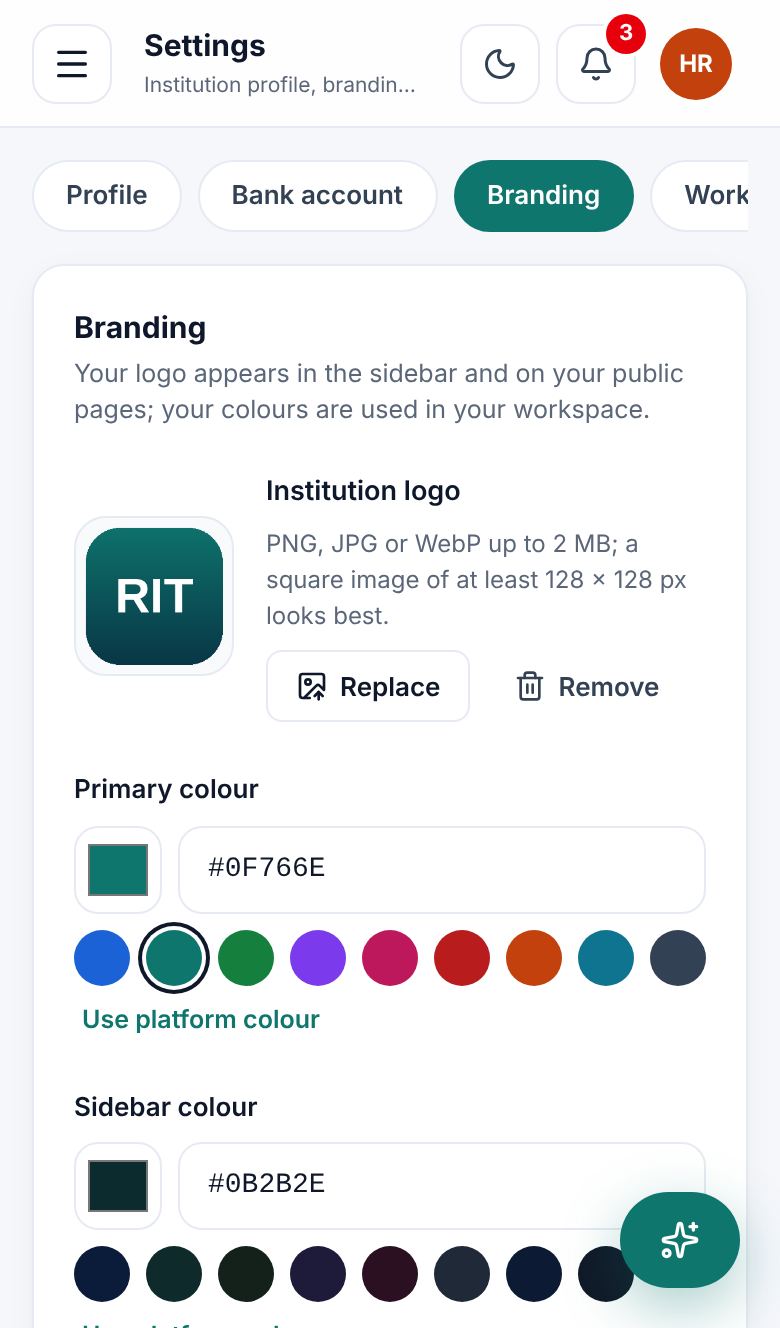 Settings
Institution profile, brandin...
3
HR
Profile
Bank account
Branding
Work
Branding
Your logo appears in the sidebar and on your public
pages; your colours are used in your workspace.
Institution logo
RIT
PNG, JPG or WebP up to 2 MB; a
square image of at least 128 × 128 px
looks best.
Replace
Remove
Primary colour
#0F766E
Use platform colour
Sidebar colour
#0B2B2E